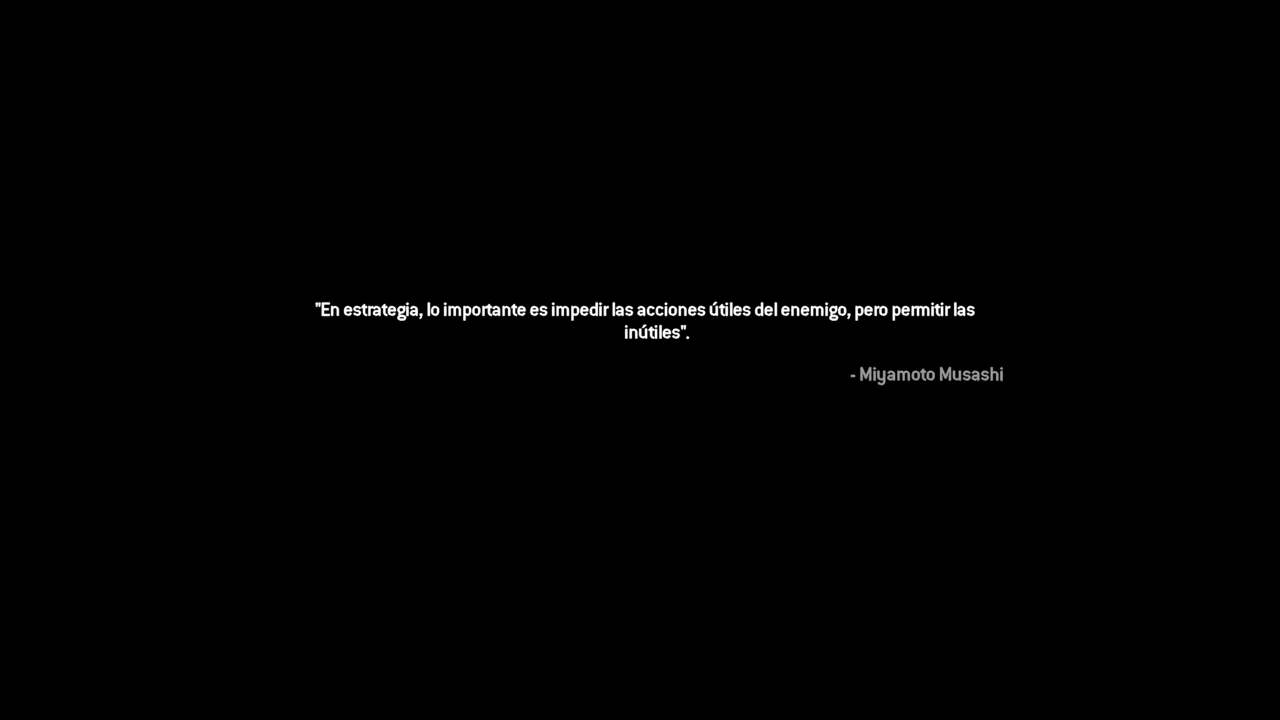 "En estrategia, lo importante es impedir las acciones útiles del enemigo, pero permitir las
inútiles".
- Miyamoto Musashi